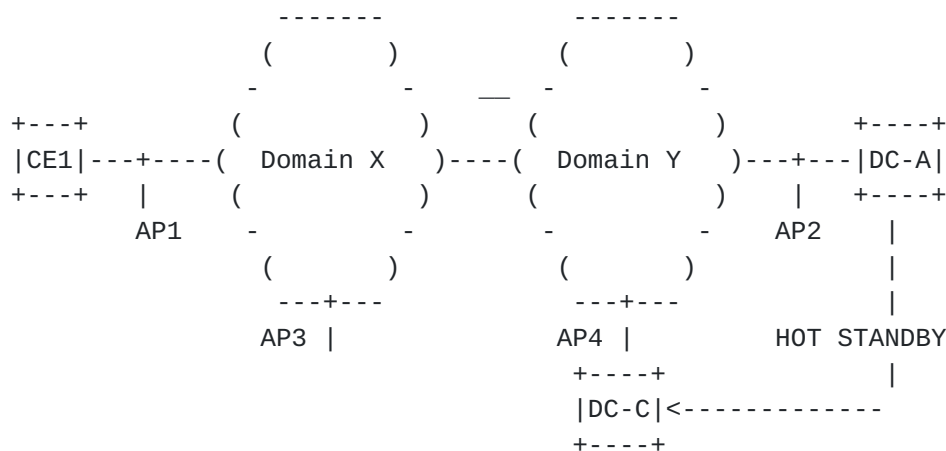 CE1 Domain X Domain Y DC-A
AP1 AP2
AP3 AP4 HOT STANDBY
DC-C